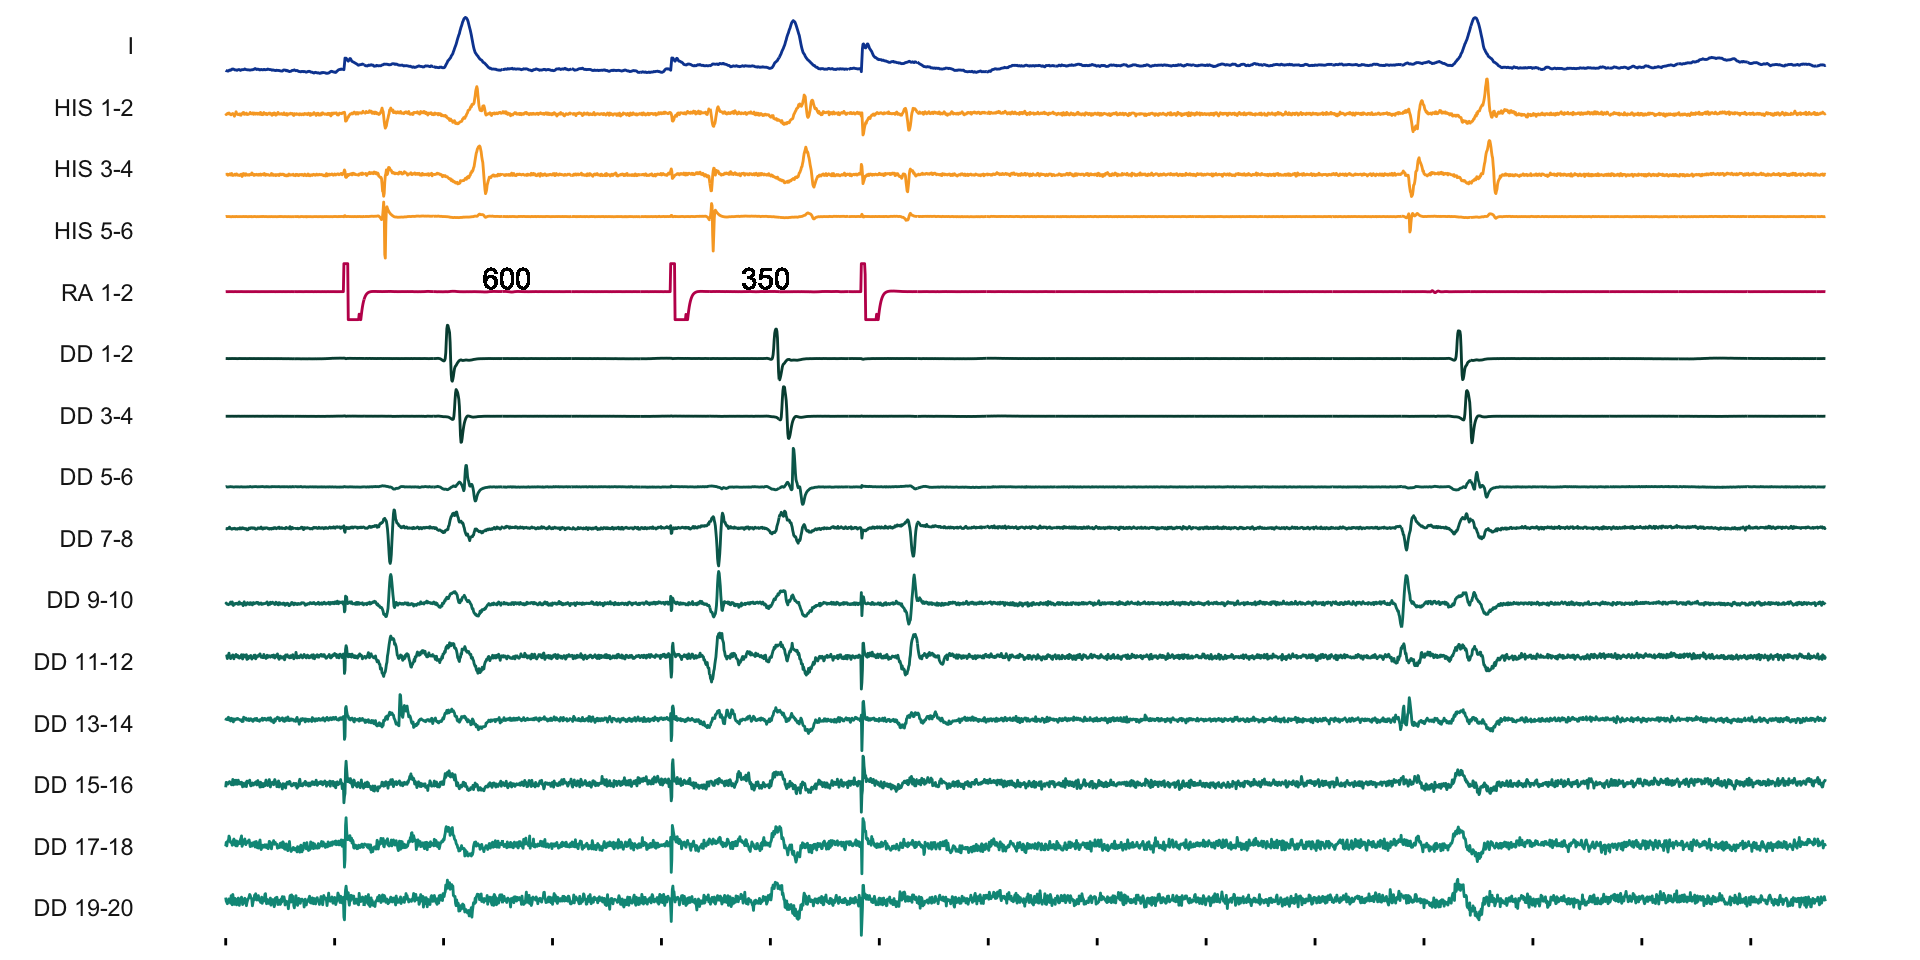 I
HIS 1-2
HIS 3-4
HIS 5-6
RA 1-2
600 350
DD 1-2
DD 3-4
DD 5-6
DD 7-8
DD 9-10
DD 11-12
DD 13-14
DD 15-16
DD 17-18
DD 19-20